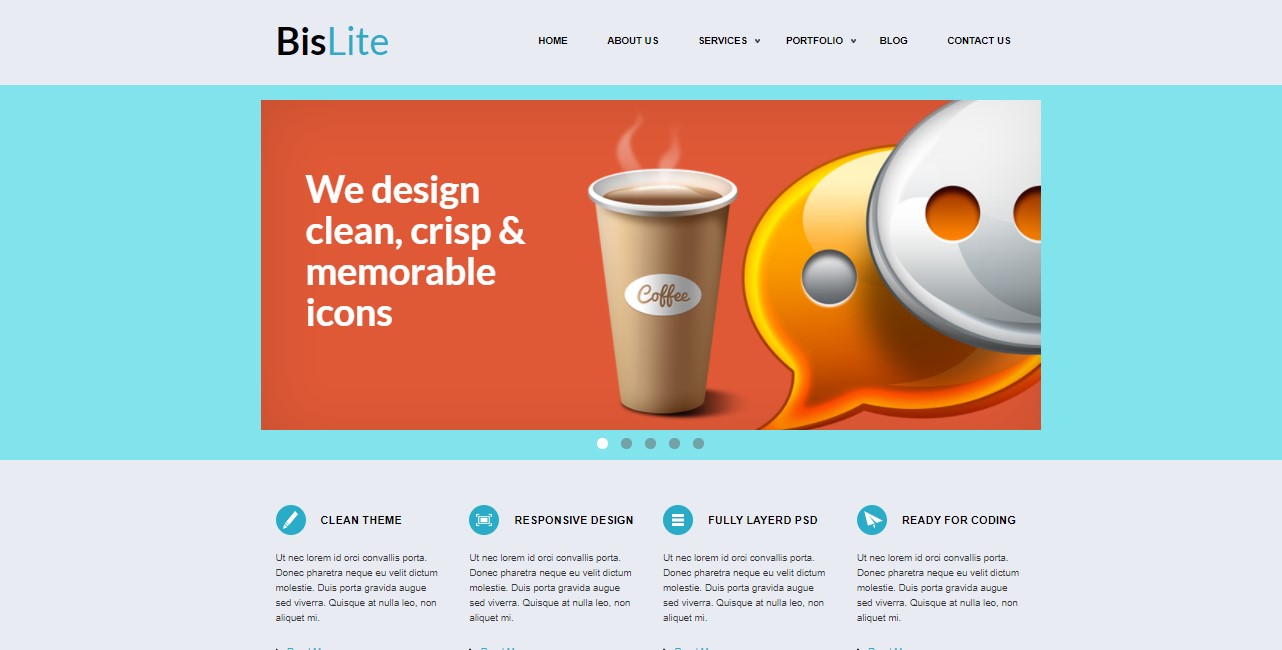 BisLite
HOME
ABOUT US
SERVICES
PORTFOLIO
BLOG
CONTACT US
We design
clean, crisp &
memorable
icons
Coffee
CLEAN THEME
Ut nec lorem id orci convallis porta.
Donec pharetra neque eu velit dictum
molestie. Duis porta gravida augue
sed viverra. Quisque at nulla leo, non
aliquet mi.
RESPONSIVE DESIGN
Ut nec lorem id orci convallis porta.
Donec pharetra neque eu velit dictum
molestie. Duis porta gravida augue
sed viverra. Quisque at nulla leo, non
aliquet mi.
FULLY LAYERD PSD
Ut nec lorem id orci convallis porta.
Donec pharetra neque eu velit dictum
molestie. Duis porta gravida augue
sed viverra. Quisque at nulla leo, non
aliquet mi.
READY FOR CODING
Ut nec lorem id orci convallis porta.
Donec pharetra neque eu velit dictum
molestie. Duis porta gravida augue
sed viverra. Quisque at nulla leo, non
aliquet mi.